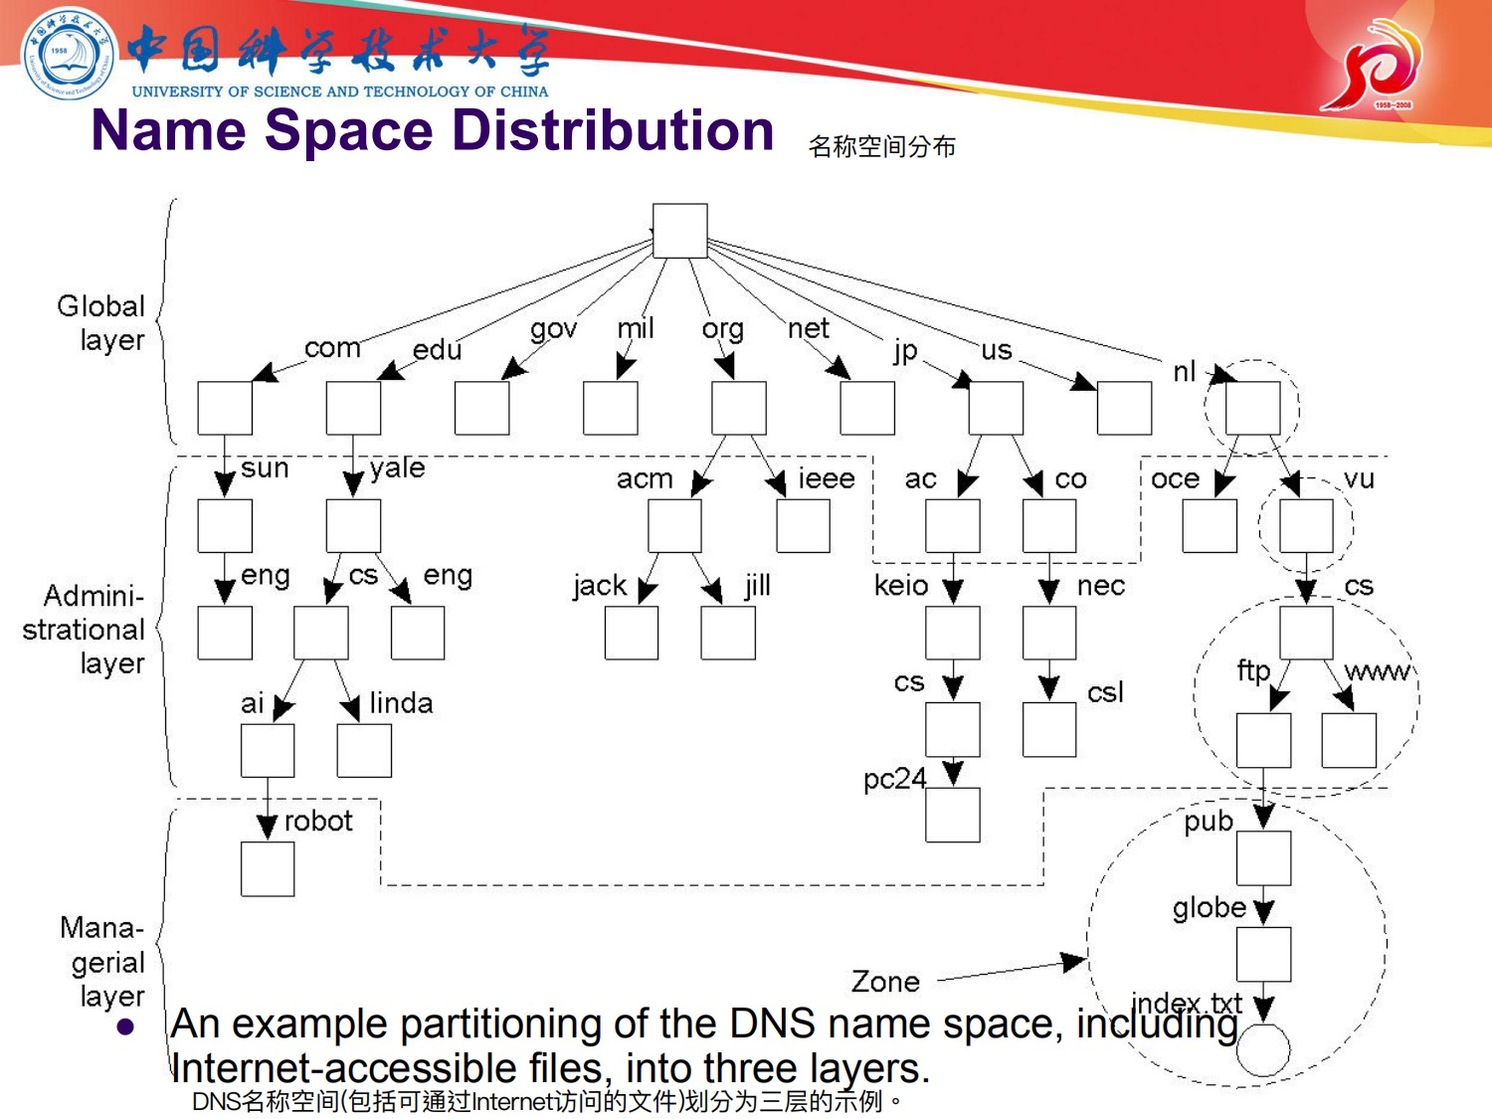 1958
中国科学技术大学
UNIVERSITY OF SCIENCE AND TECHNOLOGY OF CHINA
1958—2008
Name Space Distribution
名称空间分布
Global
layer
com
edu
gov
mil
org
net
jp
us
nl
sun
yale
acm
ieee
ac
co
oce
vu
Admini-
strational
layer
eng
cs
eng
jack
jill
keio
nec
cs
ai
linda
cs
csl
ftp
www
pc24
robot
pub
Mana-
gerial
layer
globe
Zone
index.txt
● An example partitioning of the DNS name space, including
Internet-accessible files, into three layers.
DNS名称空间(包括可通过Internet访问的文件)划分为三层的示例。